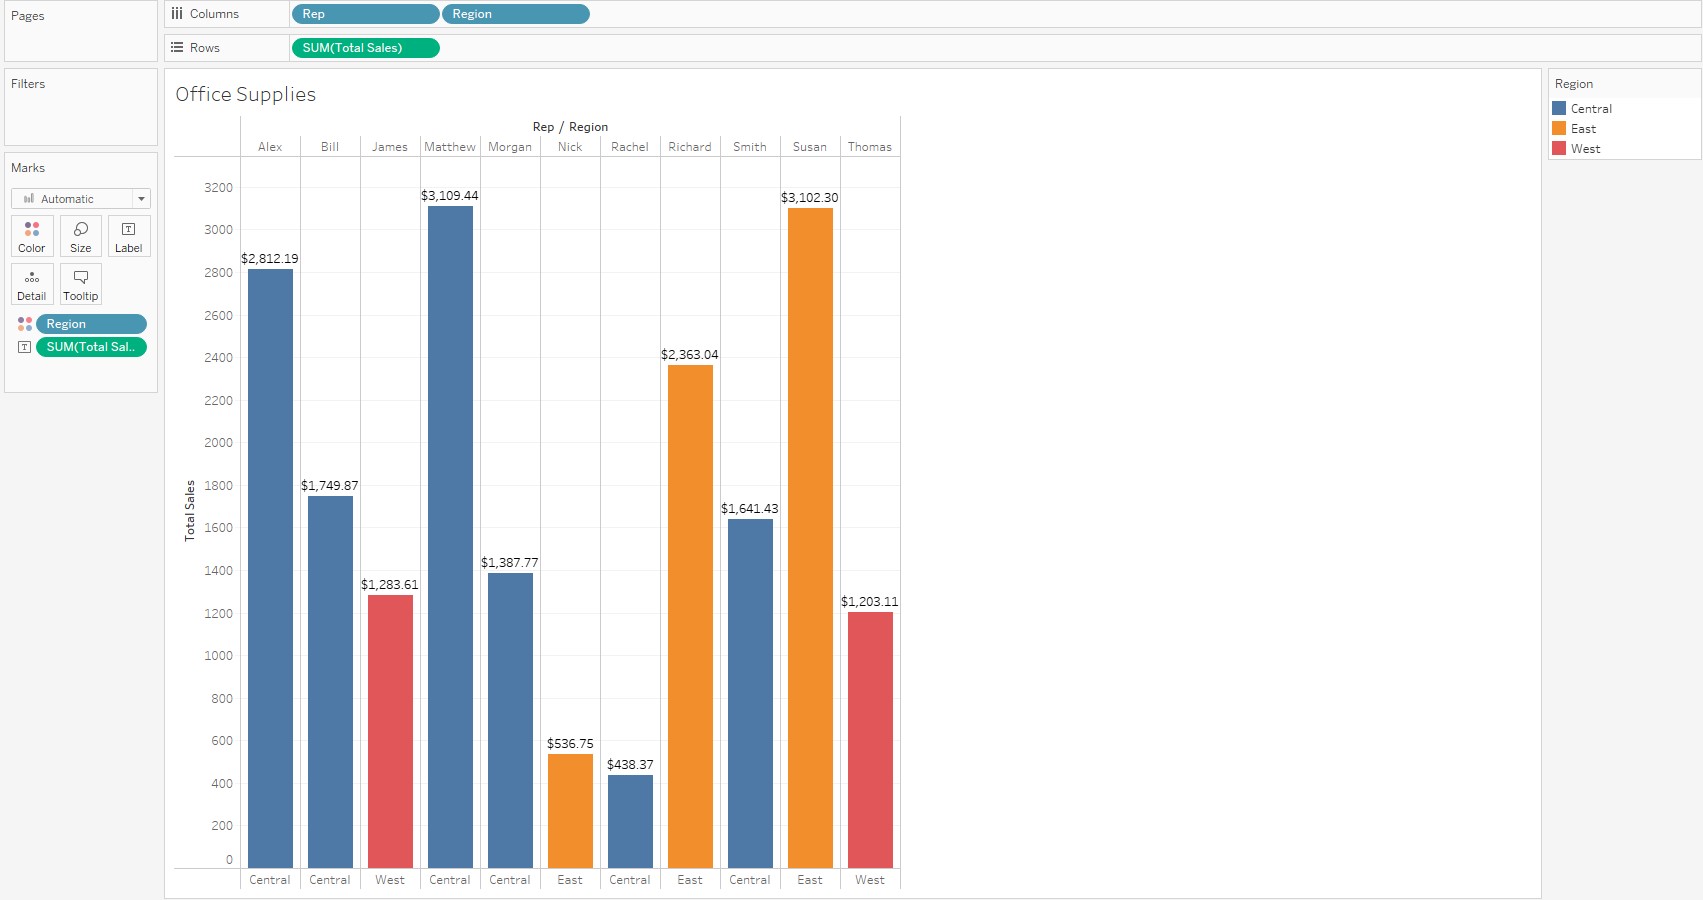 Pages
Columns Rep Region
Rows SUM(Total Sales)
Filters
Marks
Automatic
Color Size Label
Detail Tooltip
Region
SUM(Total Sal..
Office Supplies
Rep / Region
Alex Bill James Matthew Morgan Nick Rachel Richard Smith Susan Thomas
Total Sales
3200
3000
2800
2600
2400
2200
2000
1800
1600
1400
1200
1000
800
600
400
200
0
$2,812.19
$1,749.87
$1,283.61
$3,109.44
$1,387.77
$536.75
$438.37
$2,363.04
$1,641.43
$3,102.30
$1,203.11
Central Central West Central Central East Central East Central East West
Region
Central
East
West